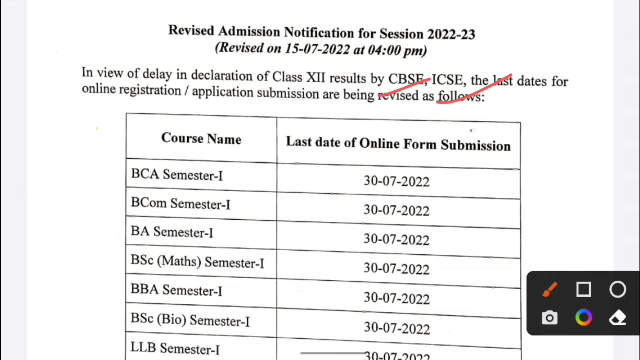 Revised Admission Notification for Session 2022-23
(Revised on 15-07-2022 at 04:00 pm)
In view of delay in declaration of Class XII results by CBSE, ICSE, the last dates for
online registration / application submission are being revised as follows:
Course Name Last date of Online Form Submission
BCA Semester-I 30-07-2022
BCom Semester-I 30-07-2022
BA Semester-I 30-07-2022
BSc (Maths) Semester-I 30-07-2022
BBA Semester-I 30-07-2022
BSc (Bio) Semester-I 30-07-2022
LLB Semester-I 30-07-2022